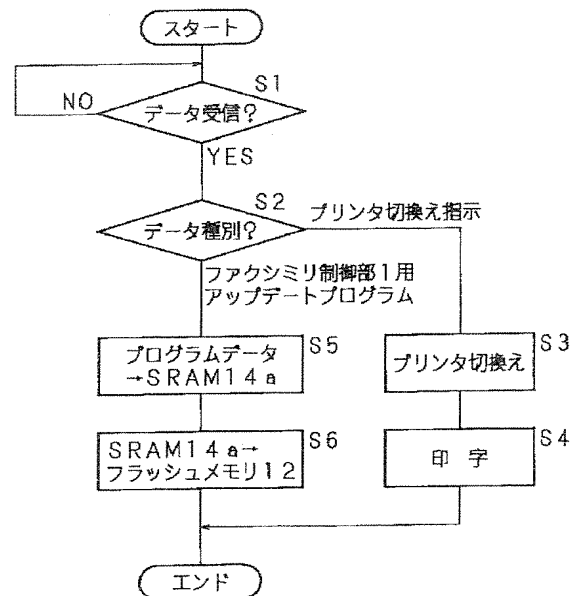 スタート
S1
NO
データ受信?
YES
S2
プリンタ切換え指示
データ種別?
ファクシミリ制御部1用
アップデートプログラム
プログラムデータ
→SRAM14a
S5
プリンタ切換え
S3
SRAM14a→
フラッシュメモリ12
S6
印 字
S4
エンド